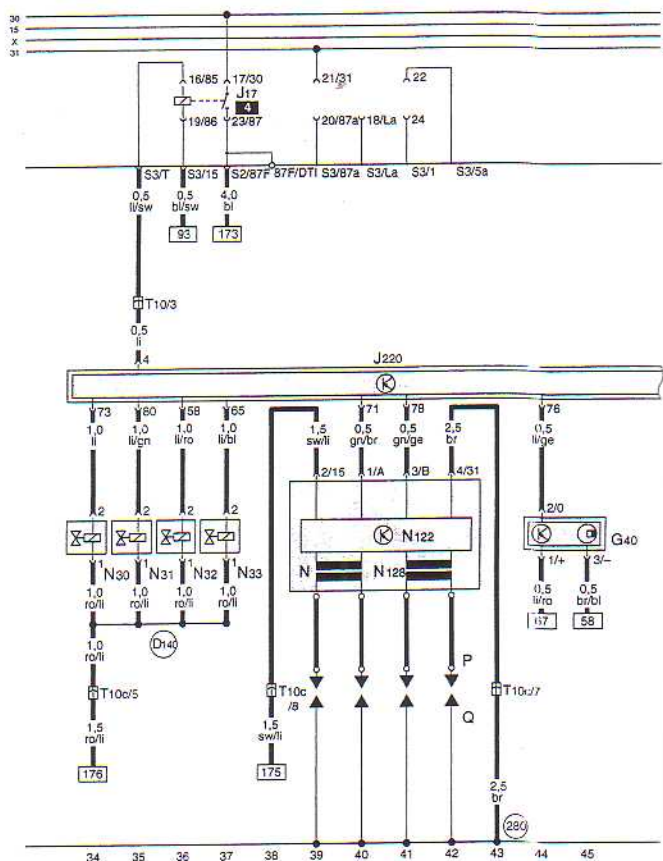 30
15
X
31
16/85 17/30 21/31 22
J17
4
19/86 23/87 20/87a 18/La 24
S3/T S3/15 S2/87F 87F/DTI S3/87a S3/La S3/1 S3/5a
0,5 li/sw
0,5 bl/sw
4,0 bl
93 173
T10/3
0,5 li
4 J220
73 80 58 65 71 78 76
1,0 li
1,0 li/gn
1,0 li/ro
1,0 li/bl
1,5 sw/li
0,5 gn/br
0,5 gn/ge
2,5 br
0,5 li/ge
2/15 1/A 3/B 4/31
2 2 2 2 2/0
N122
G40
1 N30 1 N31 1 N32 1 N33
N N128
1/+ 3/–
1,0 ro/li
1,0 ro/li
1,0 ro/li
1,0 ro/li
0,5 li/ro
0,5 br/bl
67 58
D140
1,0 ro/li
P
T10c/5 T10c/8 T10c/7
Q
1,5 ro/li
1,5 sw/li
176 175
2,5 br
280
34 35 36 37 38 39 40 41 42 43 44 45